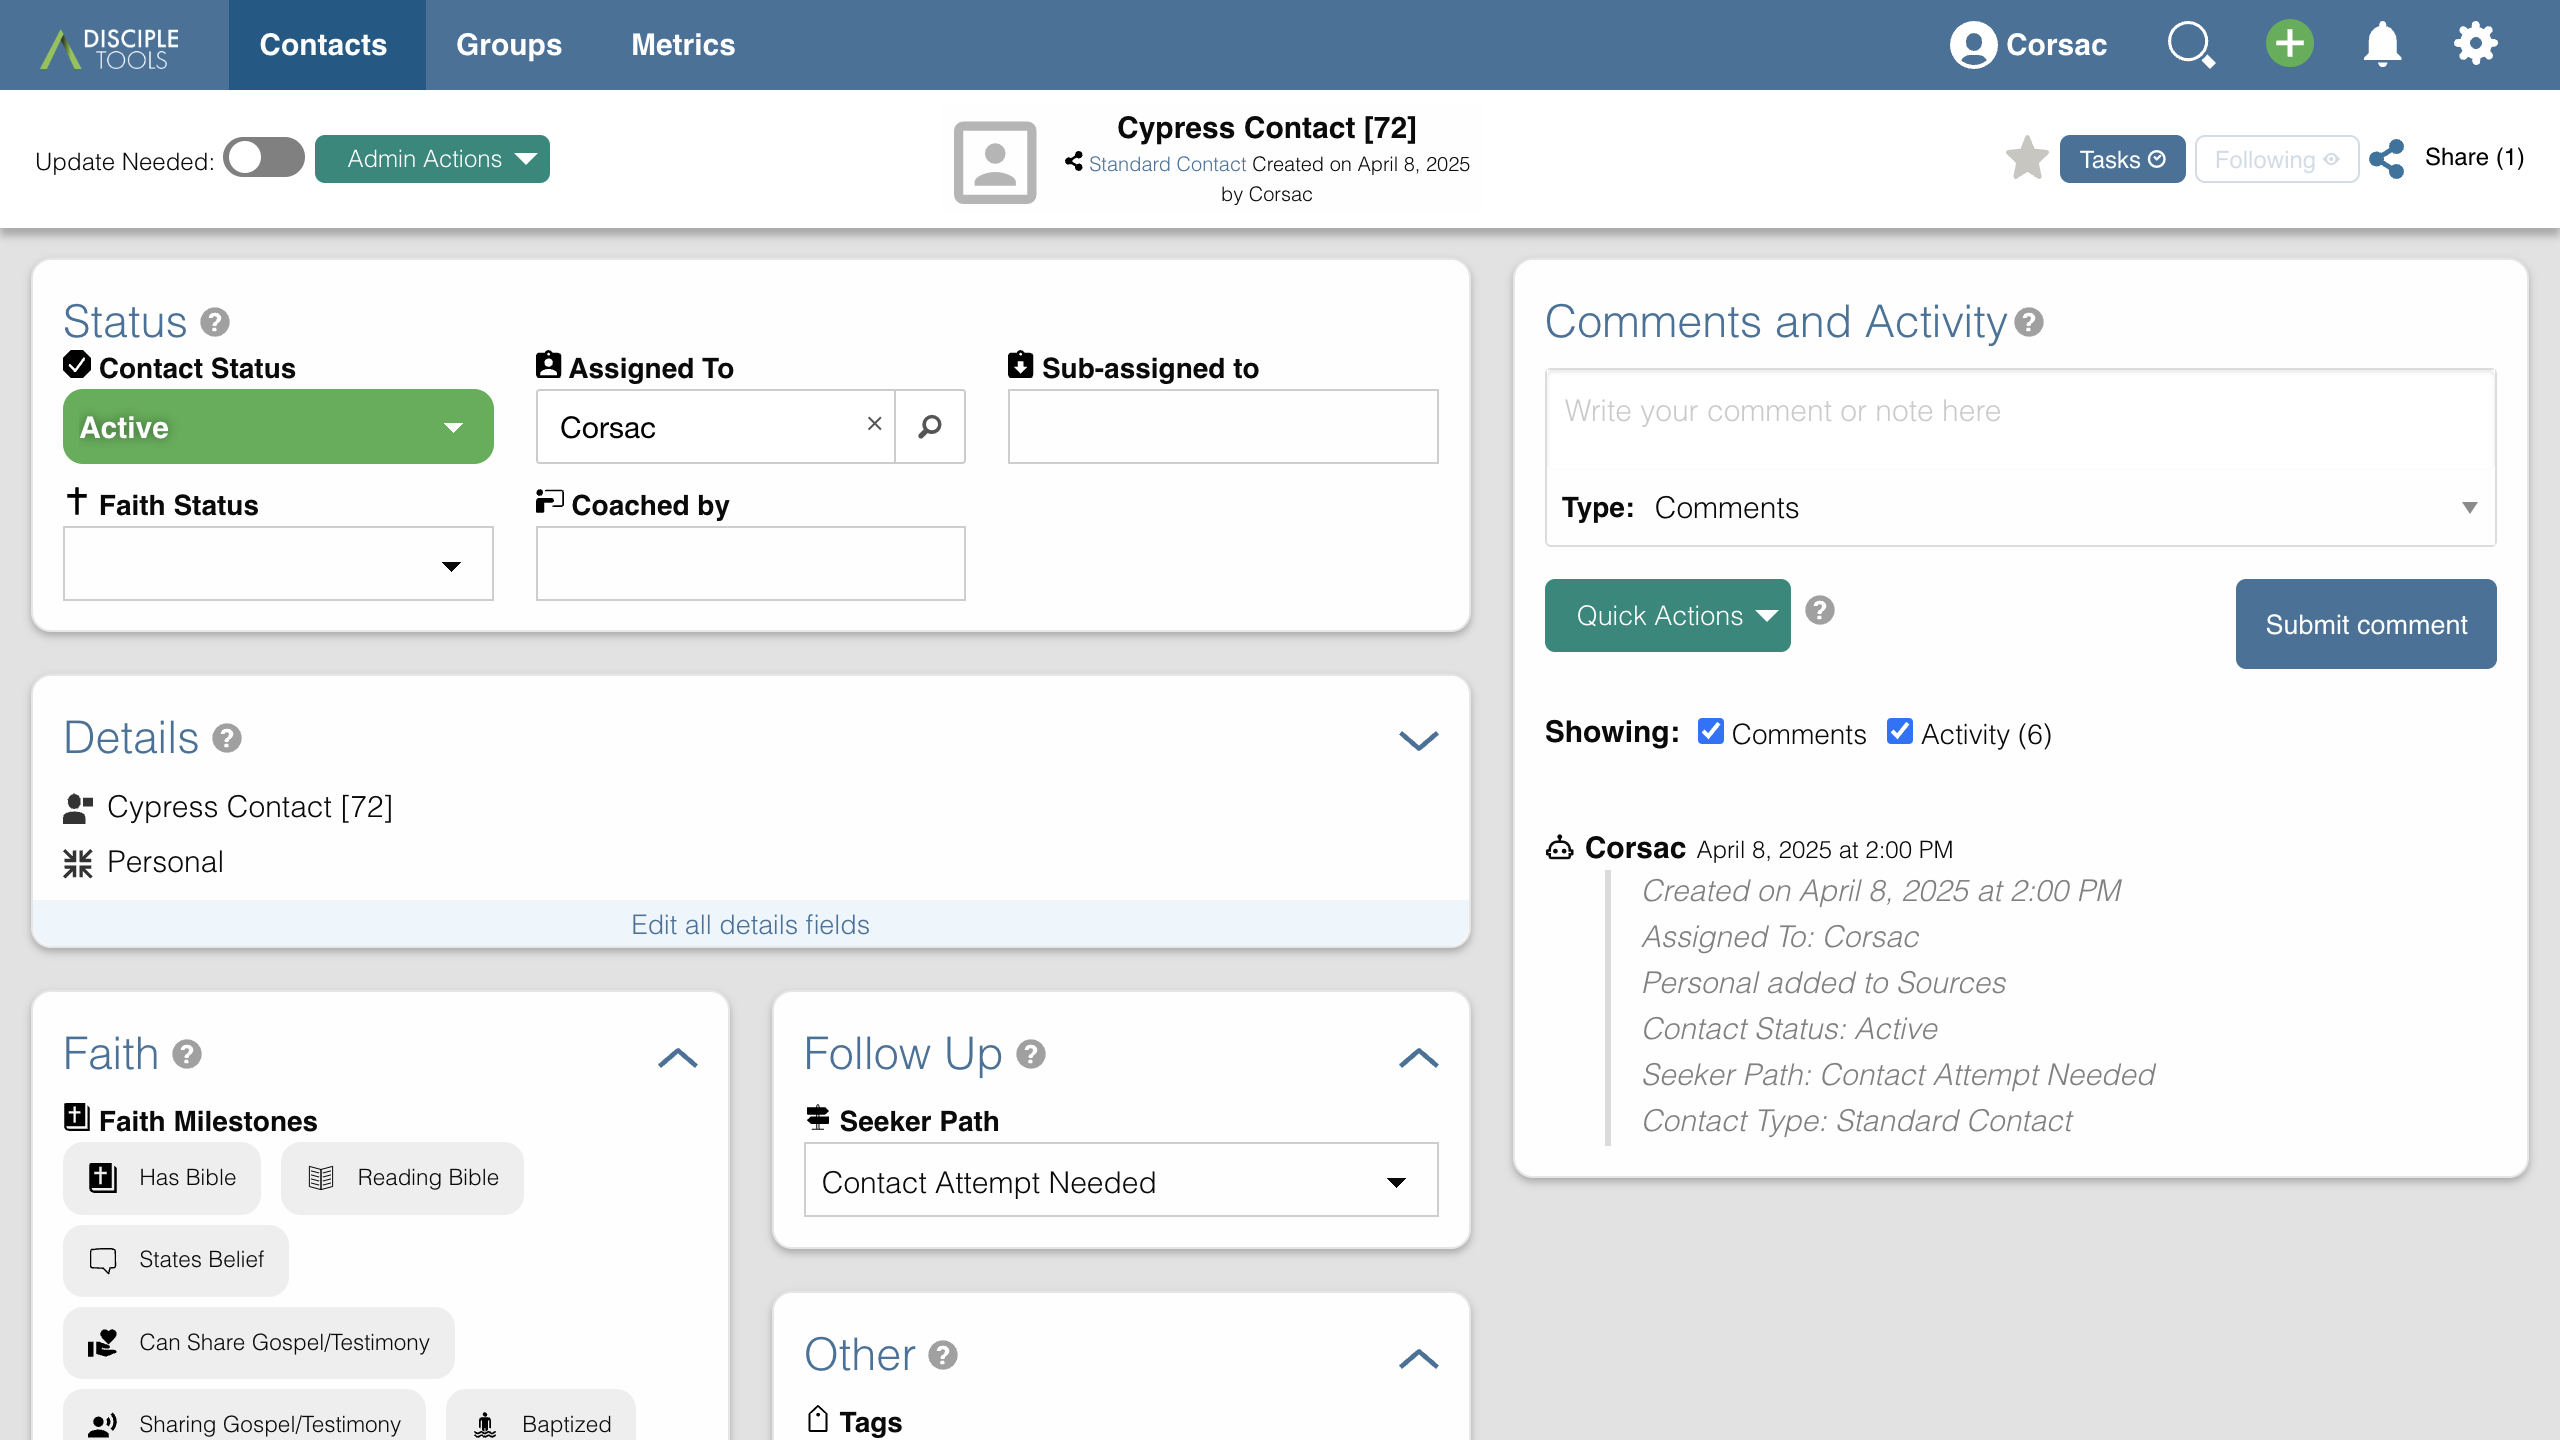 DISCIPLE TOOLS
Contacts
Groups
Metrics
Corsac
Update Needed:
Admin Actions
Cypress Contact [72]
Standard Contact Created on April 8, 2025
by Corsac
Tasks
Following
Share (1)
Status
Contact Status
Active
Assigned To
Corsac
×
Sub-assigned to
Faith Status
Coached by
Details
Cypress Contact [72]
Personal
Edit all details fields
Faith
Faith Milestones
Has Bible
Reading Bible
States Belief
Can Share Gospel/Testimony
Sharing Gospel/Testimony
Baptized
Follow Up
Seeker Path
Contact Attempt Needed
Other
Tags
Comments and Activity
Write your comment or note here
Type: Comments
Quick Actions
Submit comment
Showing: Comments Activity (6)
Corsac April 8, 2025 at 2:00 PM
Created on April 8, 2025 at 2:00 PM
Assigned To: Corsac
Personal added to Sources
Contact Status: Active
Seeker Path: Contact Attempt Needed
Contact Type: Standard Contact